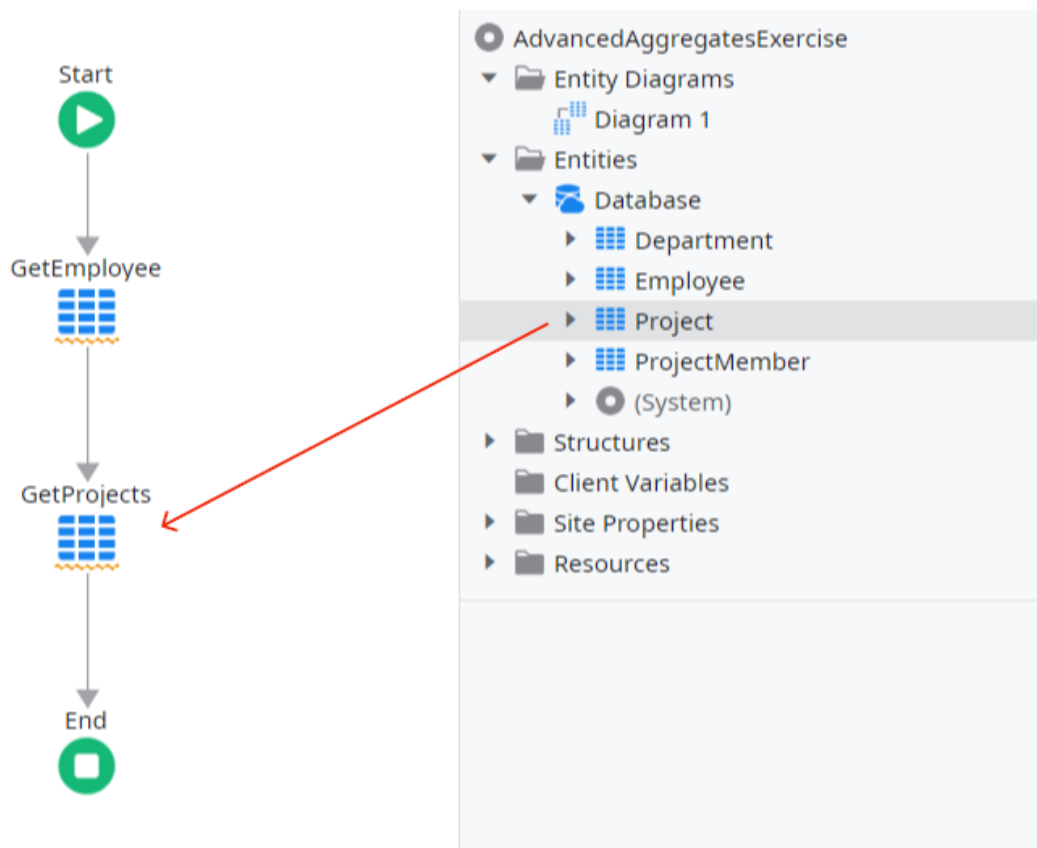 Start
GetEmployee
GetProjects
End
AdvancedAggregatesExercise
Entity Diagrams
Diagram 1
Entities
Database
Department
Employee
Project
ProjectMember
(System)
Structures
Client Variables
Site Properties
Resources